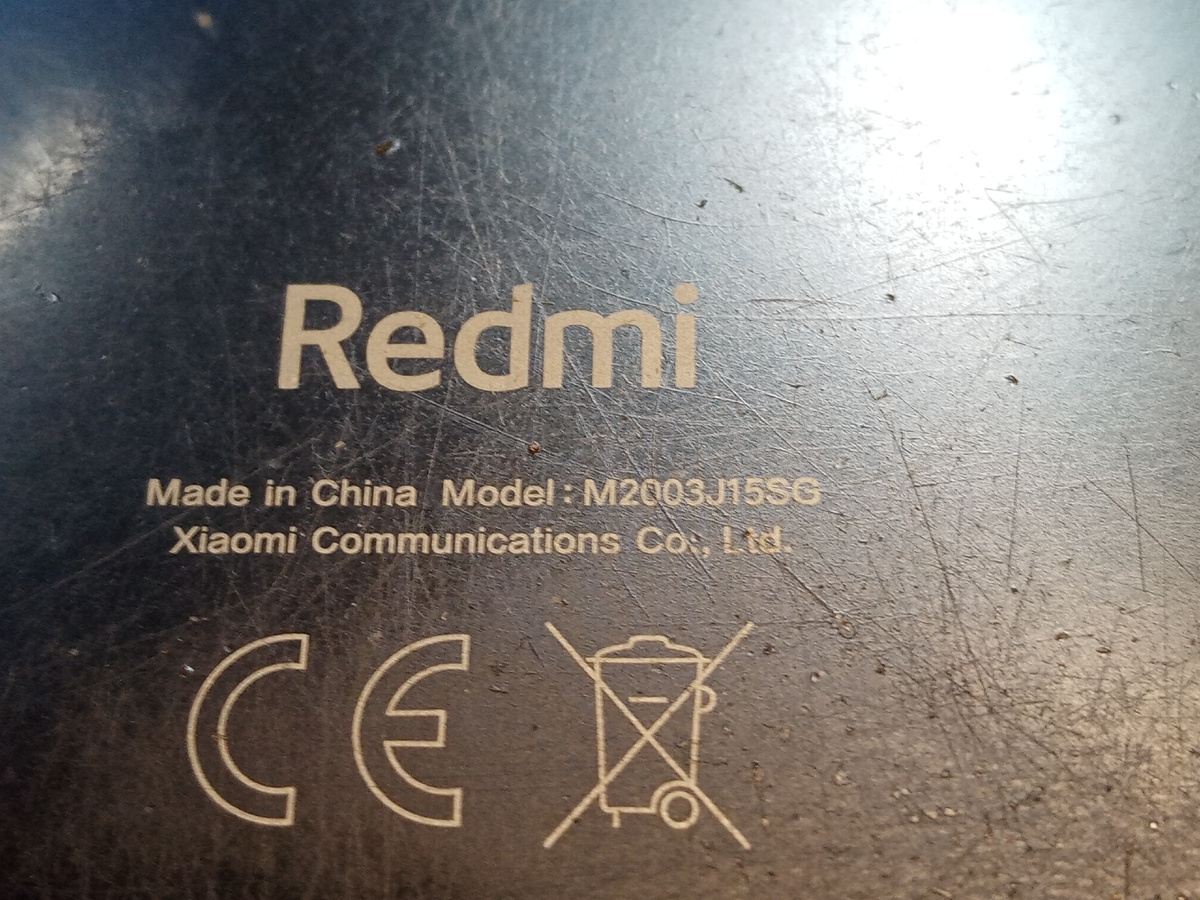 Redmi
Made in China Model: M2003J15SG
Xiaomi Communications Co., Ltd.
CE